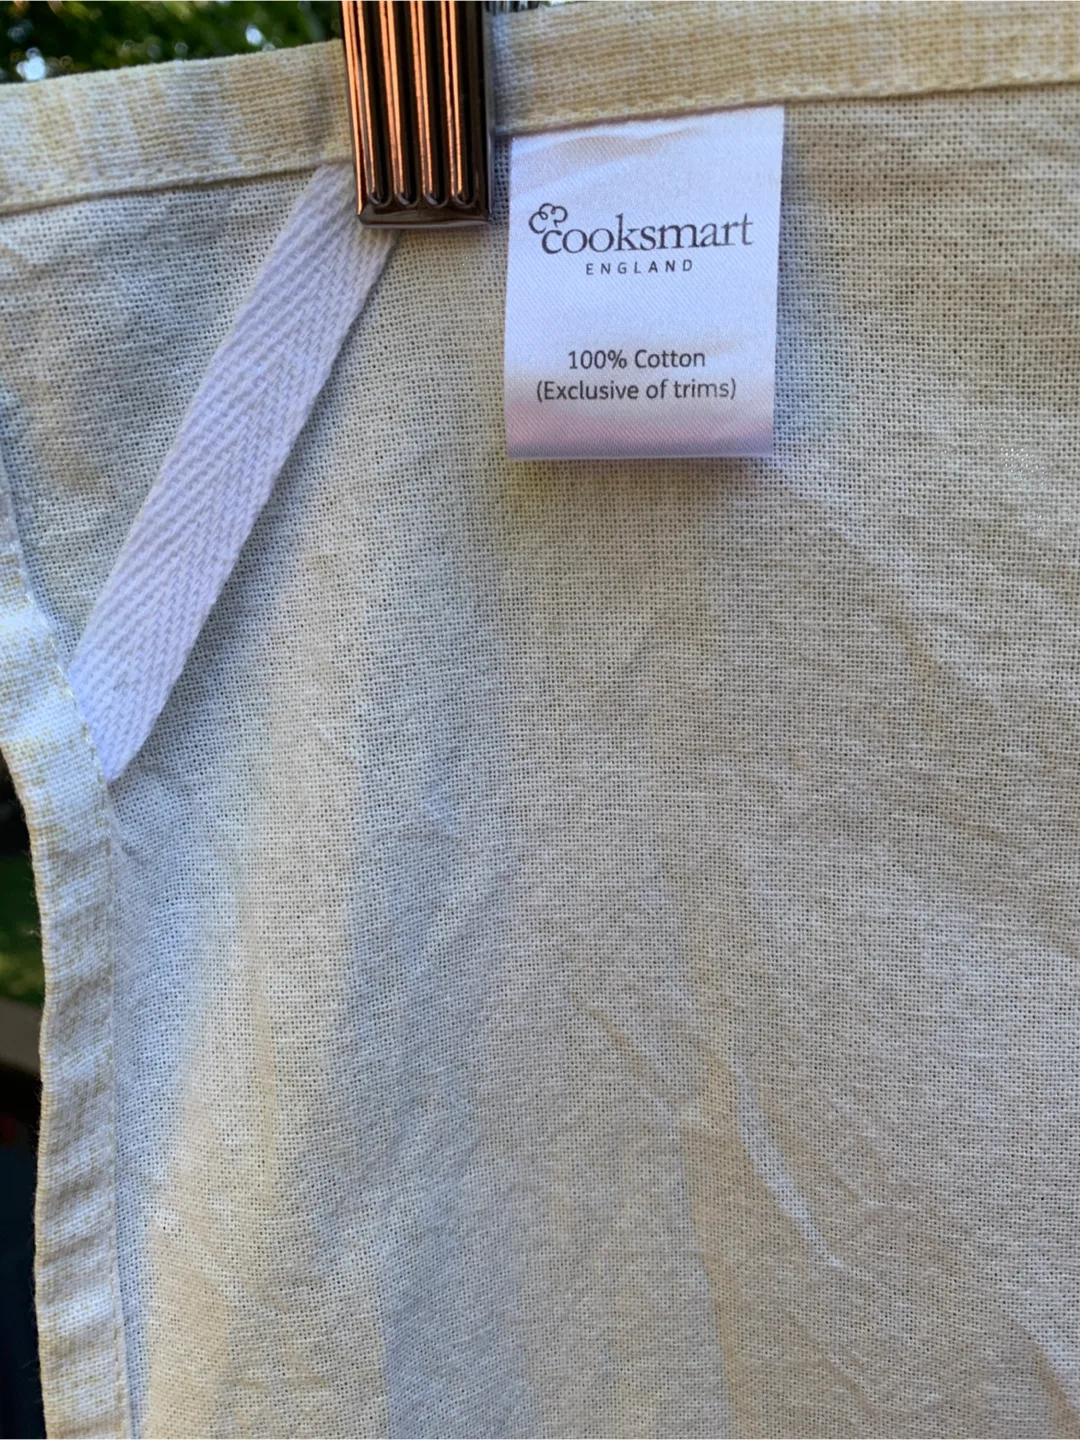 cooksmart
ENGLAND
100% Cotton
(Exclusive of trims)